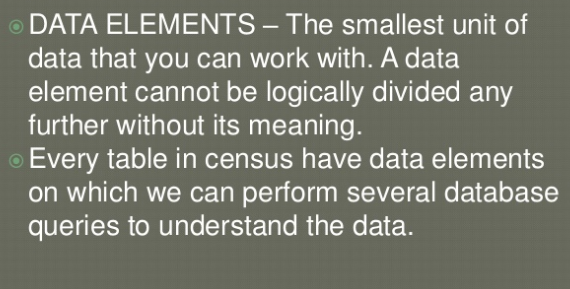 DATA ELEMENTS – The smallest unit of
data that you can work with. A data
element cannot be logically divided any
further without its meaning.
Every table in census have data elements
on which we can perform several database
queries to understand the data.